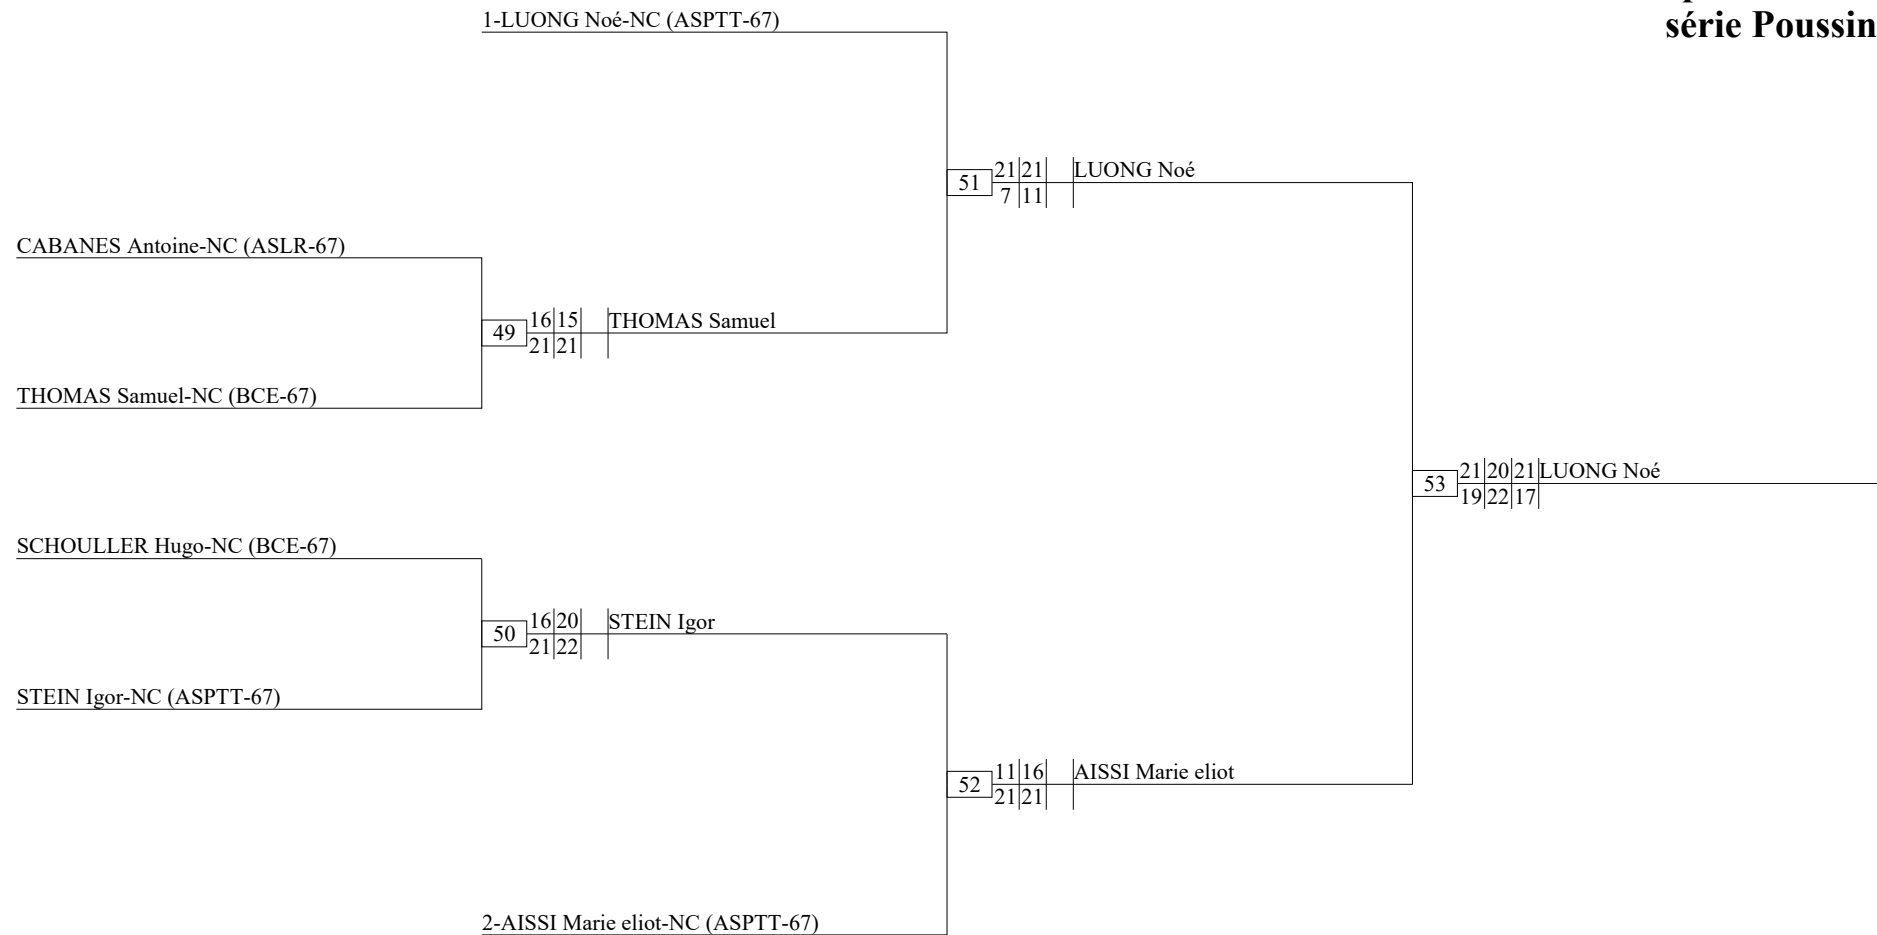 1-LUONG Noé-NC (ASPTT-67)
série Poussin
21 21 LUONG Noé
51
7 11
CABANES Antoine-NC (ASLR-67)
16 15 THOMAS Samuel
49
21 21
THOMAS Samuel-NC (BCE-67)
21 20 21 LUONG Noé
53
19 22 17
SCHOULLER Hugo-NC (BCE-67)
16 20 STEIN Igor
50
21 22
STEIN Igor-NC (ASPTT-67)
11 16 AISSI Marie eliot
52
21 21
2-AISSI Marie eliot-NC (ASPTT-67)